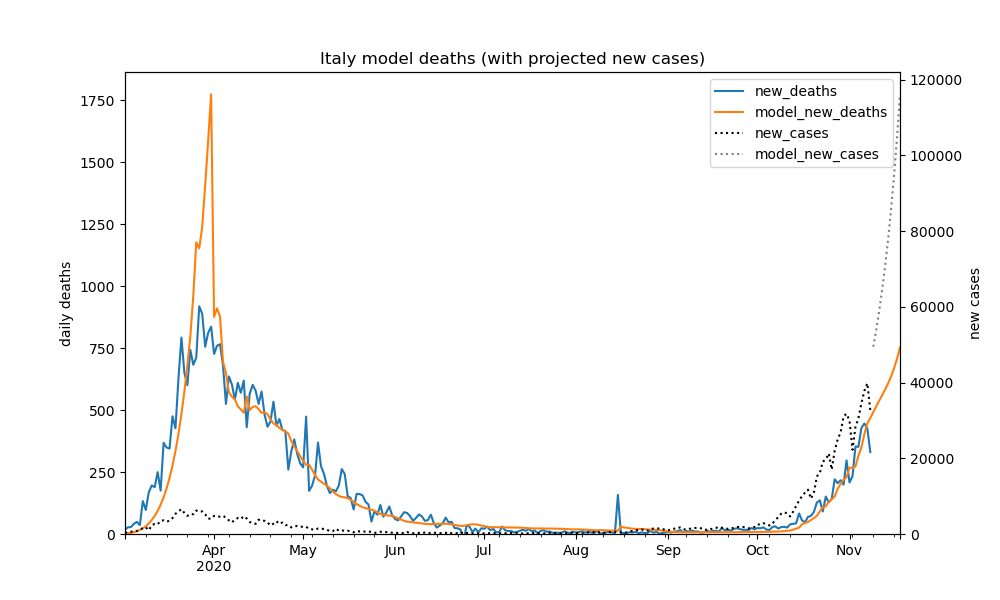 Italy model deaths (with projected new cases)
new_deaths
model_new_deaths
new_cases
model_new_cases
daily deaths
1750
1500
1250
1000
750
500
250
0
120000
100000
80000
60000
40000
20000
0
new cases
Apr
2020
May
Jun
Jul
Aug
Sep
Oct
Nov